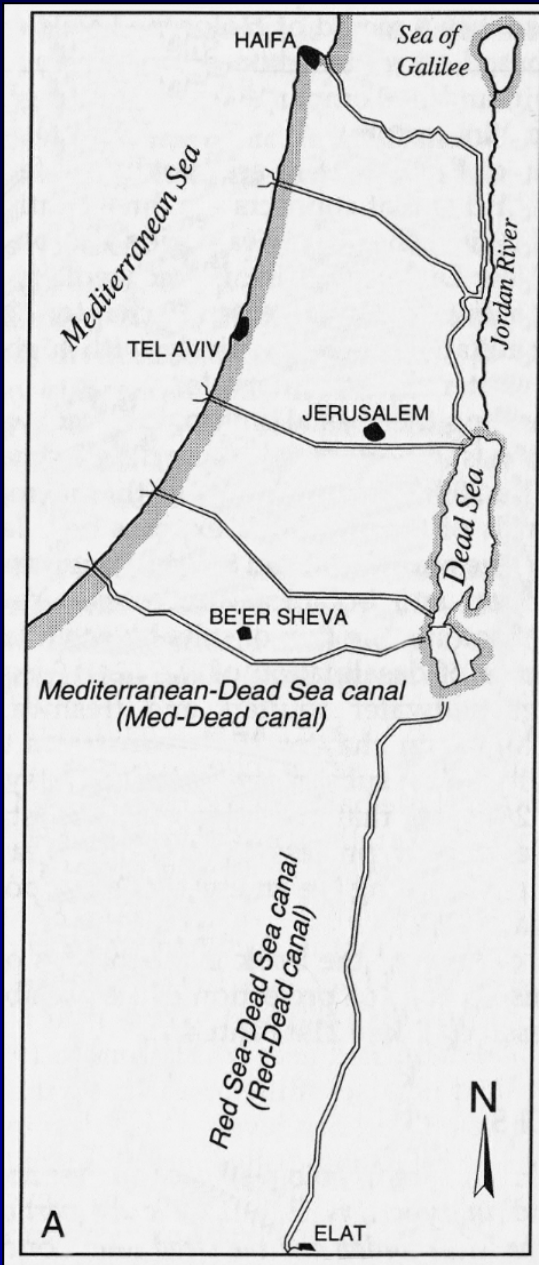 HAIFA
Sea of
Galilee
Mediterranean Sea
Jordan River
TEL AVIV
JERUSALEM
Dead Sea
BE'ER SHEVA
Mediterranean-Dead Sea canal
(Med-Dead canal)
Red Sea-Dead Sea canal
(Red-Dead canal)
N
A
ELAT